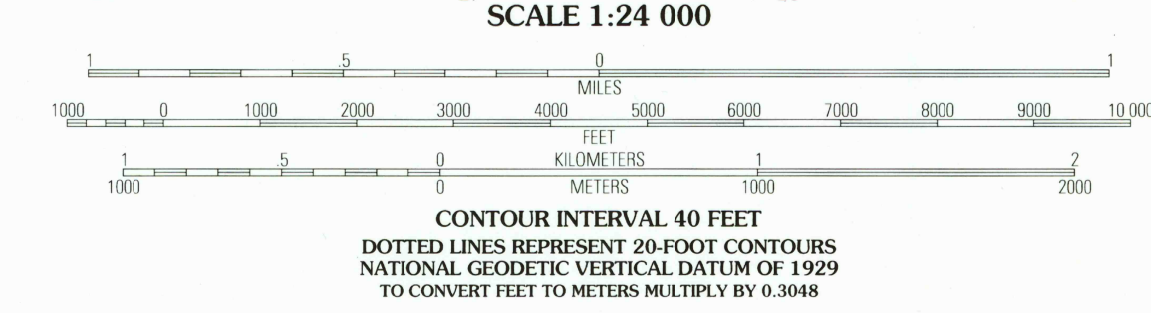 SCALE 1:24 000
1 .5 0 1
MILES
1000 0 1000 2000 3000 4000 5000 6000 7000 8000 9000 10 000
FEET
1 .5 0 KILOMETERS 1 2
1000 0 METERS 1000 2000
CONTOUR INTERVAL 40 FEET
DOTTED LINES REPRESENT 20-FOOT CONTOURS
NATIONAL GEODETIC VERTICAL DATUM OF 1929
TO CONVERT FEET TO METERS MULTIPLY BY 0.3048